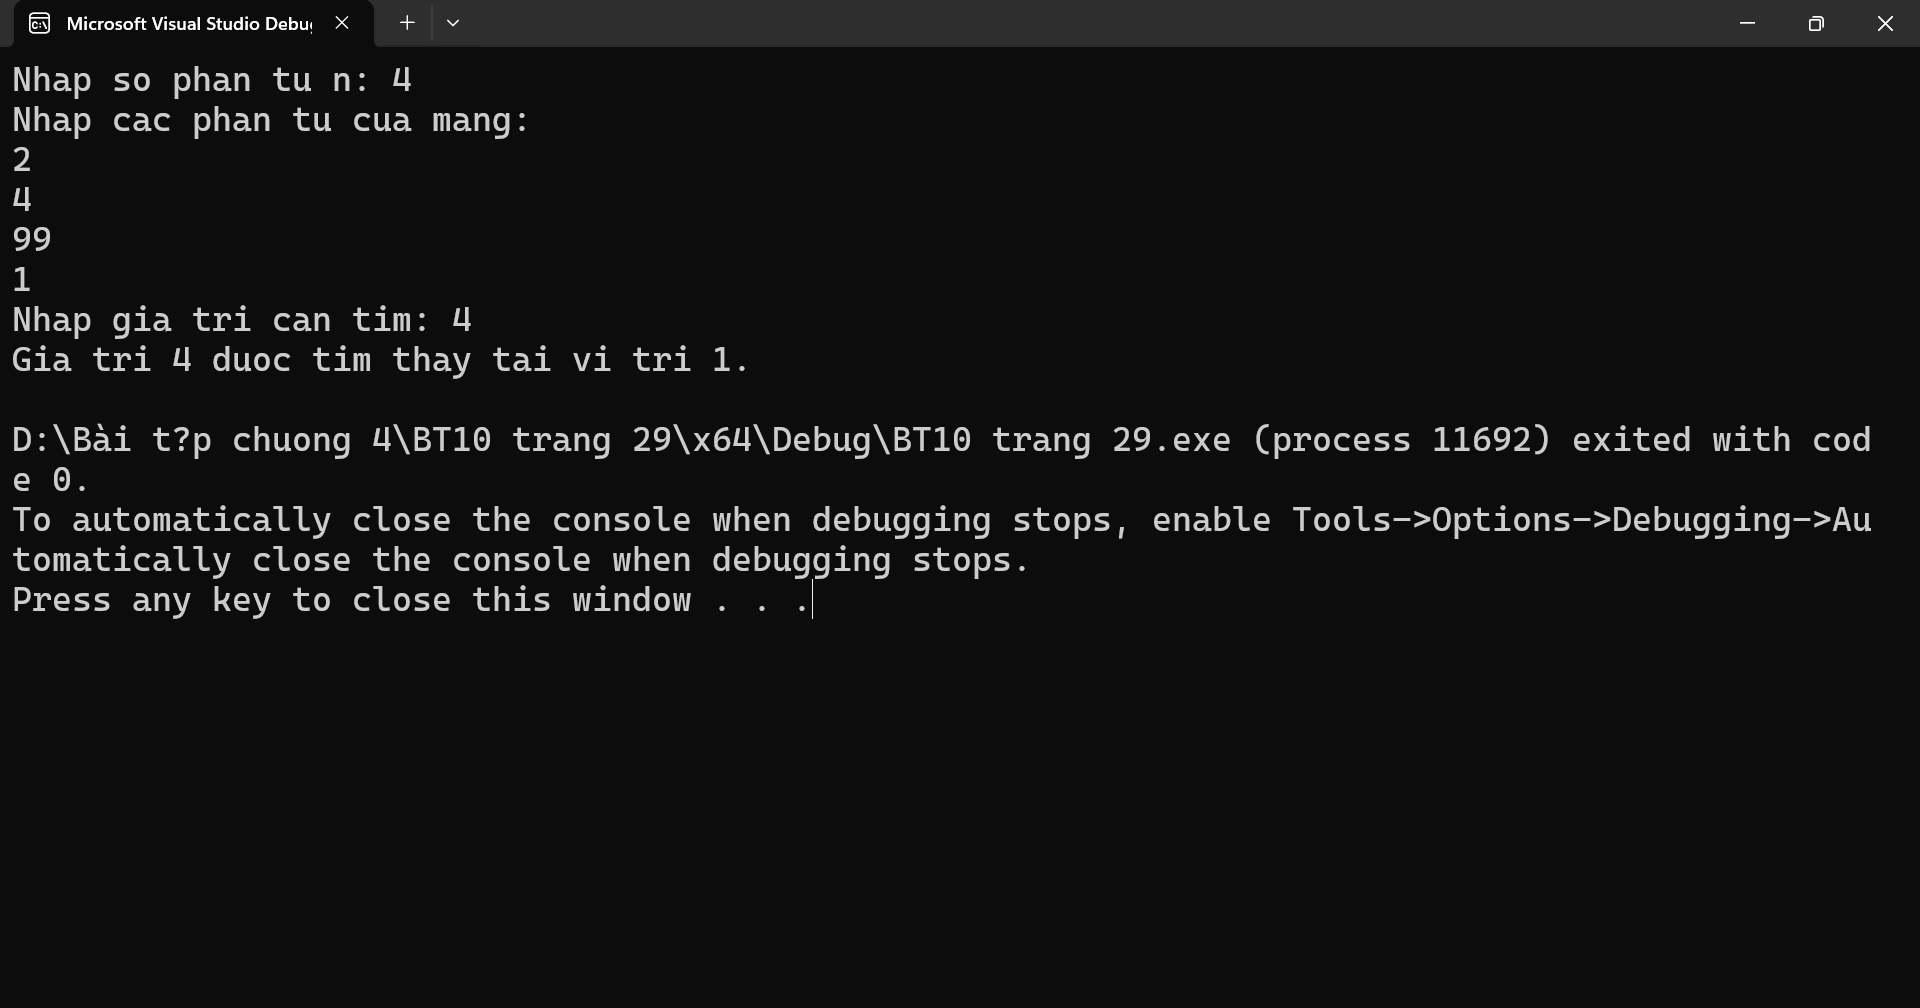 Microsoft Visual Studio Debu
Nhap so phan tu n: 4
Nhap cac phan tu cua mang:
2
4
99
1
Nhap gia tri can tim: 4
Gia tri 4 duoc tim thay tai vi tri 1.
D:\Bài t?p chuong 4\BT10 trang 29\x64\Debug\BT10 trang 29.exe (process 11692) exited with cod
e 0.
To automatically close the console when debugging stops, enable Tools->Options->Debugging->Au
tomatically close the console when debugging stops.
Press any key to close this window . . .